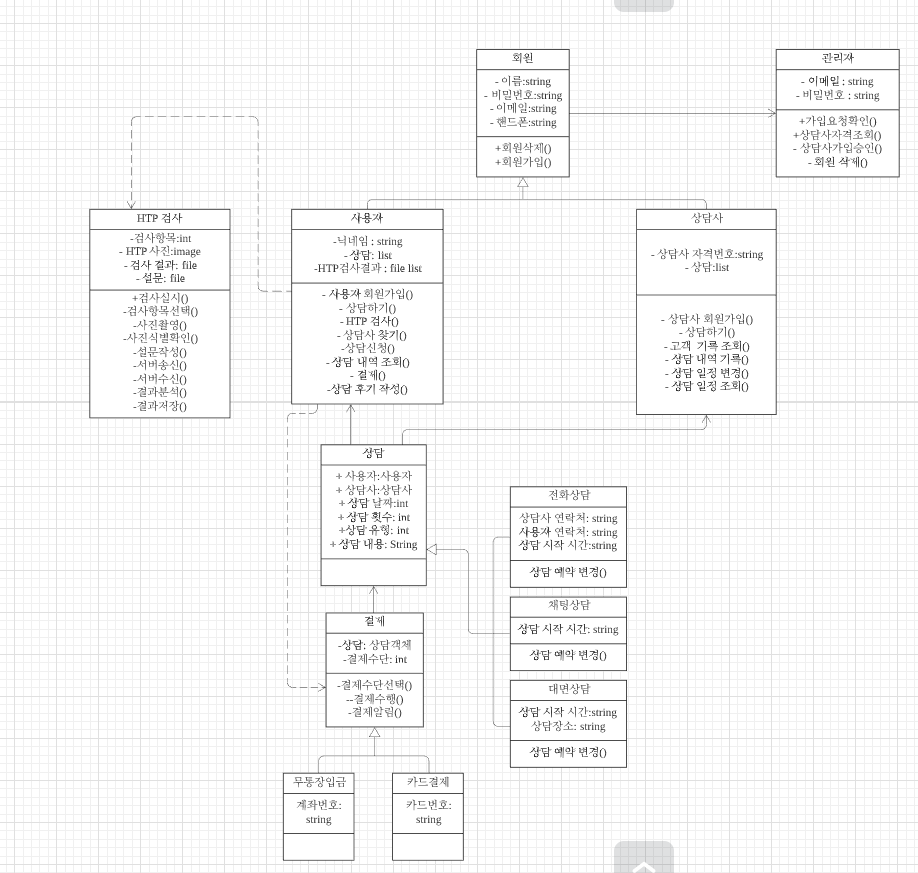 회원
- 이름:string
- 비밀번호:string
- 이메일:string
- 핸드폰:string
+회원삭제()
+회원가입()
관리자
- 이메일 : string
- 비밀번호 : string
+가입요청확인()
+상담사자격조회()
- 상담사가입승인()
- 회원 삭제()
HTP 검사
-검사항목:int
- HTP 사진:image
- 검사 결과: file
- 설문: file
+검사실시()
-검사항목선택()
-사진촬영()
-사진식별확인()
-설문작성()
-서버송신()
-서버수신()
-결과분석()
-결과저장()
사용자
-닉네임 : string
- 상담: list
-HTP검사결과 : file list
- 사용자 회원가입()
- 상담하기()
- HTP 검사()
- 상담사 찾기()
-상담신청()
- 상담 내역 조회()
- 결제()
-상담 후기 작성()
상담사
- 상담사 자격번호:string
- 상담:list
- 상담사 회원가입()
- 상담하기()
- 고객 기록 조회()
- 상담 내역 기록()
- 상담 일정 변경()
- 상담 일정 조회()
상담
+ 사용자:사용자
+ 상담사:상담사
+ 상담 날짜:int
+ 상담 횟수: int
+상담 유형: int
+ 상담 내용: String
전화상담
상담사 연락처: string
사용자 연락처: string
상담 시작 시간:string
상담 예약 변경()
채팅상담
상담 시작 시간: string
상담 예약 변경()
대면상담
상담 시작 시간:string
상담장소: string
상담 예약 변경()
결제
-상담: 상담객체
-결제수단: int
-결제수단선택()
--결제수행()
-결제알림()
무통장입금
계좌번호:
string
카드결제
카드번호:
string